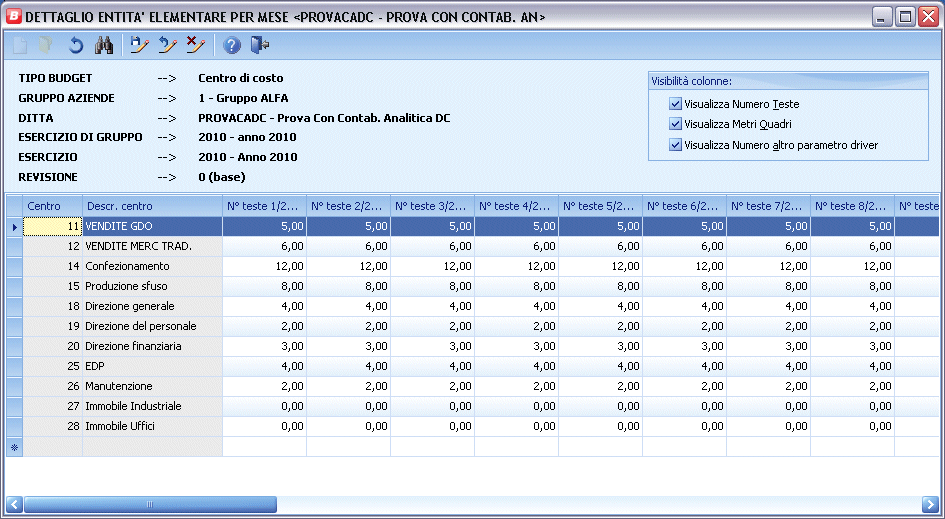 DETTAGLIO ENTITA' ELEMENTARE PER MESE <PROVACADC - PROVA CON CONTAB. AN>
TIPO BUDGET --> Centro di costo
GRUPPO AZIENDE --> 1 - Gruppo ALFA
DITTA --> PROVACADC - Prova Con Contab. Analitica DC
ESERCIZIO DI GRUPPO --> 2010 - anno 2010
ESERCIZIO --> 2010 - Anno 2010
REVISIONE --> 0 (base)
Visibilità colonne:
Visualizza Numero Teste
Visualizza Metri Quadri
Visualizza Numero altro parametro driver
Centro Descr. centro N° teste 1/2... N° teste 2/2... N° teste 3/2... N° teste 4/2... N° teste 5/2... N° teste 6/2... N° teste 7/2... N° teste 8/2... N° teste
11 VENDITE GDO 5,00 5,00 5,00 5,00 5,00 5,00 5,00 5,00
12 VENDITE MERC TRAD. 6,00 6,00 6,00 6,00 6,00 6,00 6,00 6,00
14 Confezionamento 12,00 12,00 12,00 12,00 12,00 12,00 12,00 12,00
15 Produzione sfuso 8,00 8,00 8,00 8,00 8,00 8,00 8,00 8,00
18 Direzione generale 4,00 4,00 4,00 4,00 4,00 4,00 4,00 4,00
19 Direzione del personale 2,00 2,00 2,00 2,00 2,00 2,00 2,00 2,00
20 Direzione finanziaria 3,00 3,00 3,00 3,00 3,00 3,00 3,00 3,00
25 EDP 4,00 4,00 4,00 4,00 4,00 4,00 4,00 4,00
26 Manutenzione 2,00 2,00 2,00 2,00 2,00 2,00 2,00 2,00
27 Immobile Industriale 0,00 0,00 0,00 0,00 0,00 0,00 0,00 0,00
28 Immobile Uffici 0,00 0,00 0,00 0,00 0,00 0,00 0,00 0,00